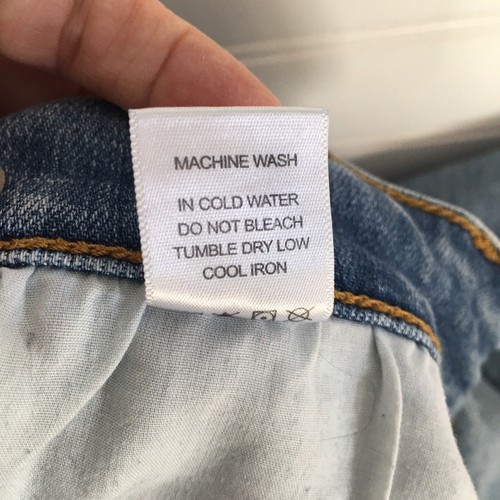 MACHINE WASH
IN COLD WATER
DO NOT BLEACH
TUMBLE DRY LOW
COOL IRON